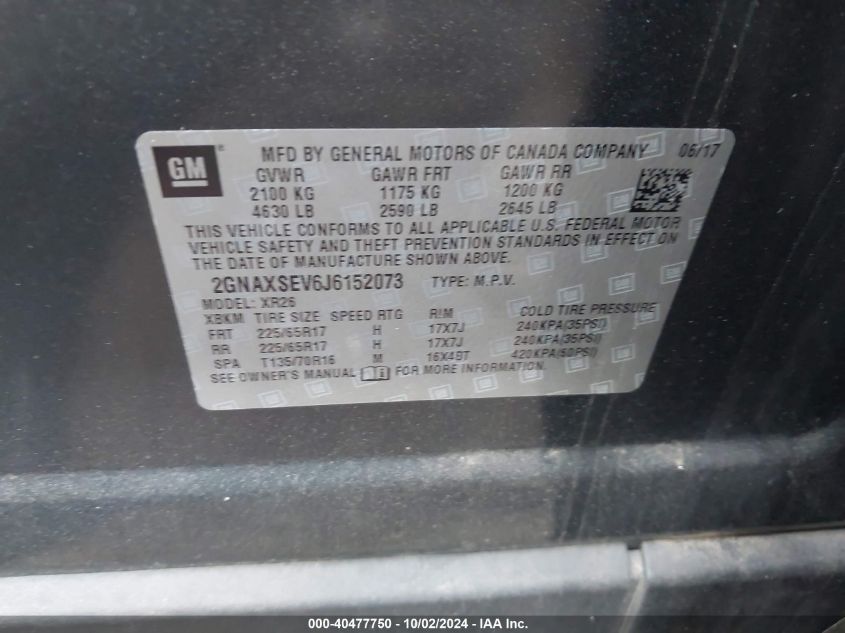 GM MFD BY GENERAL MOTORS OF CANADA COMPANY 06/17
GVWR GAWR FRT GAWR RR
2100 KG 1175 KG 1200 KG
4630 LB 2590 LB 2645 LB
THIS VEHICLE CONFORMS TO ALL APPLICABLE U.S. FEDERAL MOTOR
VEHICLE SAFETY AND THEFT PREVENTION STANDARDS IN EFFECT ON
THE DATE OF MANUFACTURE SHOWN ABOVE.
2GNAXSEV6J6152073 TYPE: M.P.V.
MODEL: XR26
XBKM TIRE SIZE SPEED RTG RIM COLD TIRE PRESSURE
FRT 225/65R17 H 17X7J 240KPA(35PSI)
RR 225/65R17 H 17X7J 240KPA(35PSI)
SPA T135/70R16 M 16X4BT 420KPA(60PSI)
SEE OWNER'S MANUAL FOR MORE INFORMATION.
000-40477750 - 10/02/2024 - IAA Inc.